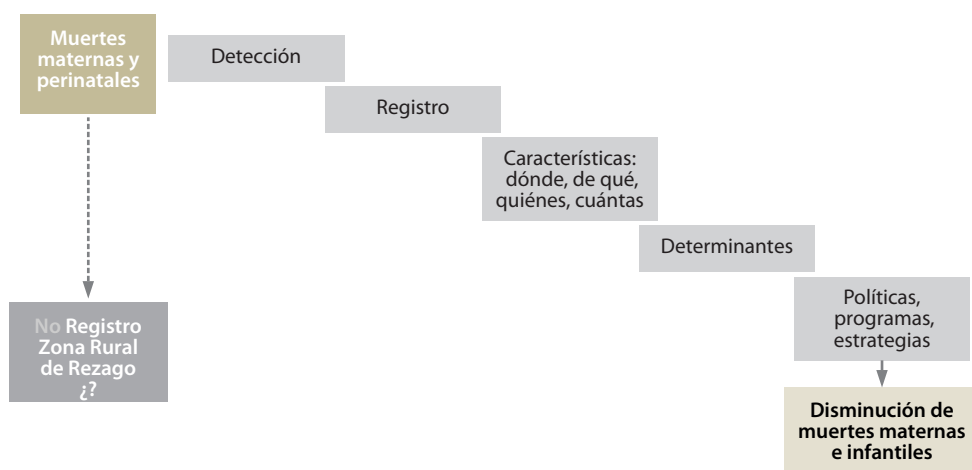 Muertes
maternas y
perinatales
Detección
Registro
Características:
dónde, de qué,
quiénes, cuántas
Determinantes
Políticas,
programas,
estrategias
No Registro
Zona Rural
de Rezago
¿?
Disminución de
muertes maternas
e infantiles